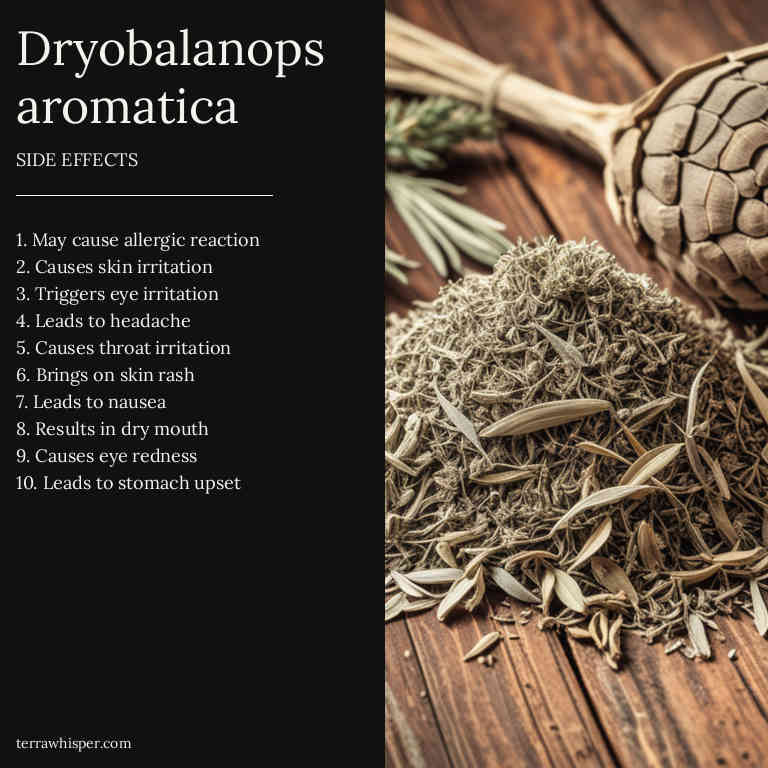 Dryobalanops
aromatica
SIDE EFFECTS
1. May cause allergic reaction
2. Causes skin irritation
3. Triggers eye irritation
4. Leads to headache
5. Causes throat irritation
6. Brings on skin rash
7. Leads to nausea
8. Results in dry mouth
9. Causes eye redness
10. Leads to stomach upset
terrawhisper.com